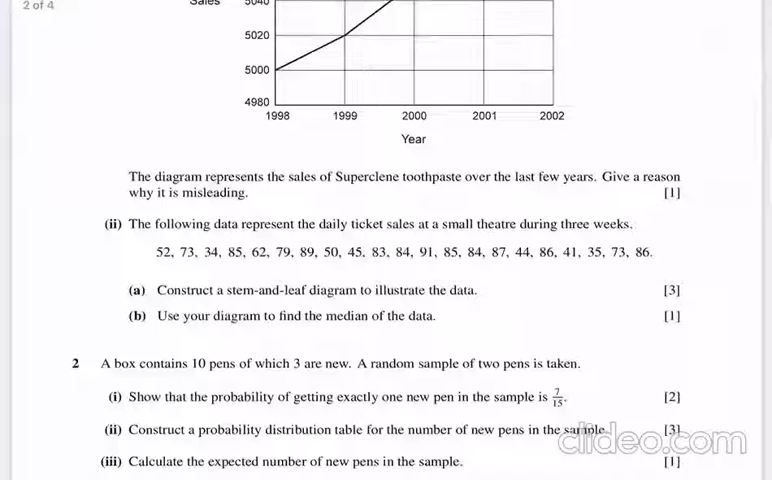 2 of 4
Sales 5040
5020
5000
4980
1998 1999 2000 2001 2002
Year
The diagram represents the sales of Superclene toothpaste over the last few years. Give a reason
why it is misleading. [1]
(ii) The following data represent the daily ticket sales at a small theatre during three weeks.
52, 73, 34, 85, 62, 79, 89, 50, 45, 83, 84, 91, 85, 84, 87, 44, 86, 41, 35, 73, 86.
(a) Construct a stem-and-leaf diagram to illustrate the data. [3]
(b) Use your diagram to find the median of the data. [1]
2 A box contains 10 pens of which 3 are new. A random sample of two pens is taken.
(i) Show that the probability of getting exactly one new pen in the sample is 7/15. [2]
(ii) Construct a probability distribution table for the number of new pens in the sample. [3]
clideo.com
(iii) Calculate the expected number of new pens in the sample. [1]